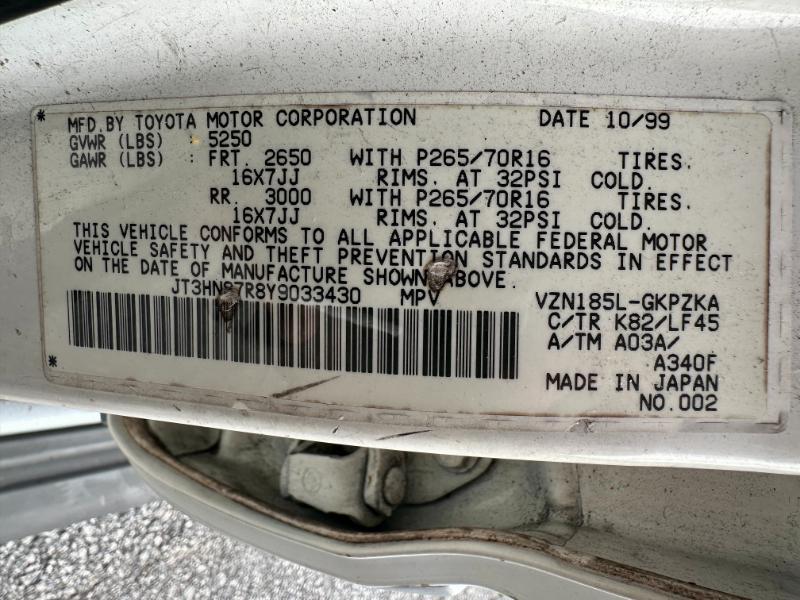 MFD. BY TOYOTA MOTOR CORPORATION DATE 10/99
GVWR (LBS) : 5250
GAWR (LBS) : FRT. 2650 WITH P265/70R16 TIRES.
16X7JJ RIMS. AT 32PSI COLD.
RR. 3000 WITH P265/70R16 TIRES.
16X7JJ RIMS. AT 32PSI COLD.
THIS VEHICLE CONFORMS TO ALL APPLICABLE FEDERAL MOTOR
VEHICLE SAFETY AND THEFT PREVENTION STANDARDS IN EFFECT
ON THE DATE OF MANUFACTURE SHOWN ABOVE.
MPV VZN185L-GKPZKA
C/TR K82/LF45
A/TM A03A/
A340F
MADE IN JAPAN
NO.002